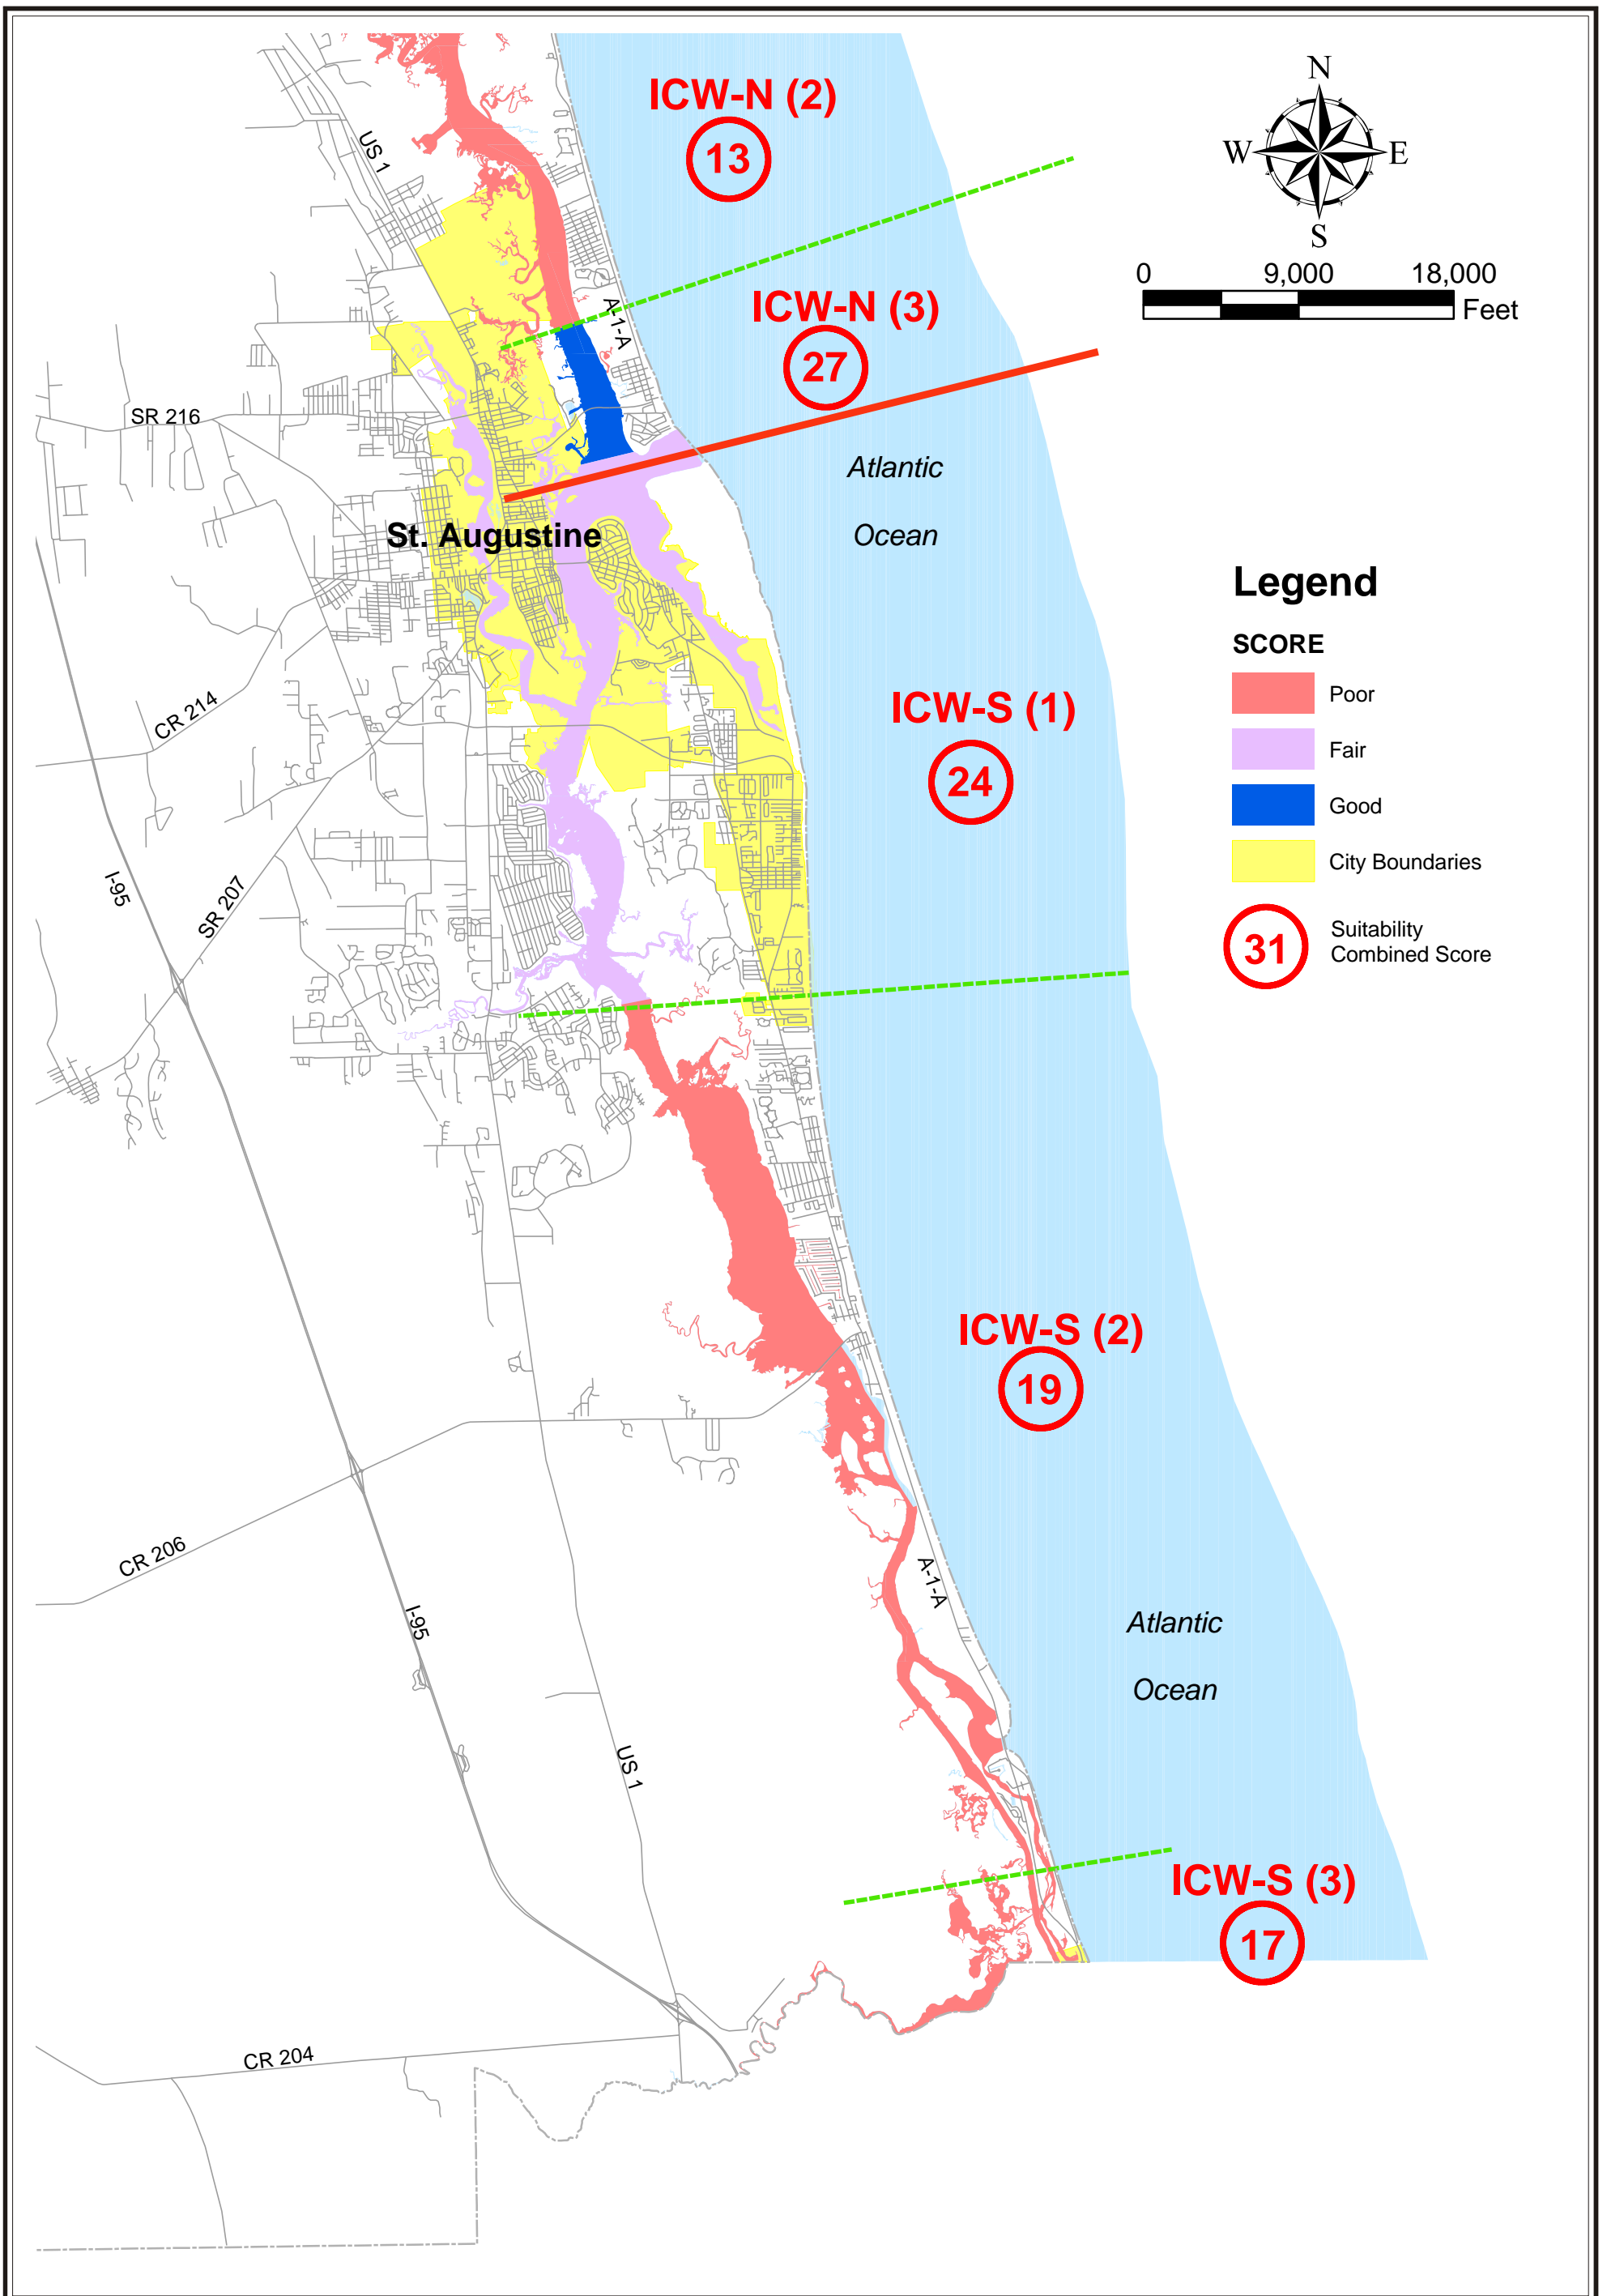 ICW-N (2)
13
N
W
E
S
US 1
0 9,000 18,000
Feet
A-1-A
ICW-N (3)
27
SR 216
Atlantic
Ocean
St. Augustine
Legend
SCORE
Poor
Fair
Good
City Boundaries
31
Suitability
Combined Score
ICW-S (1)
24
CR 214
I-95
SR 207
ICW-S (2)
19
CR 206
I-95
A-1-A
Atlantic
Ocean
US 1
ICW-S (3)
17
CR 204